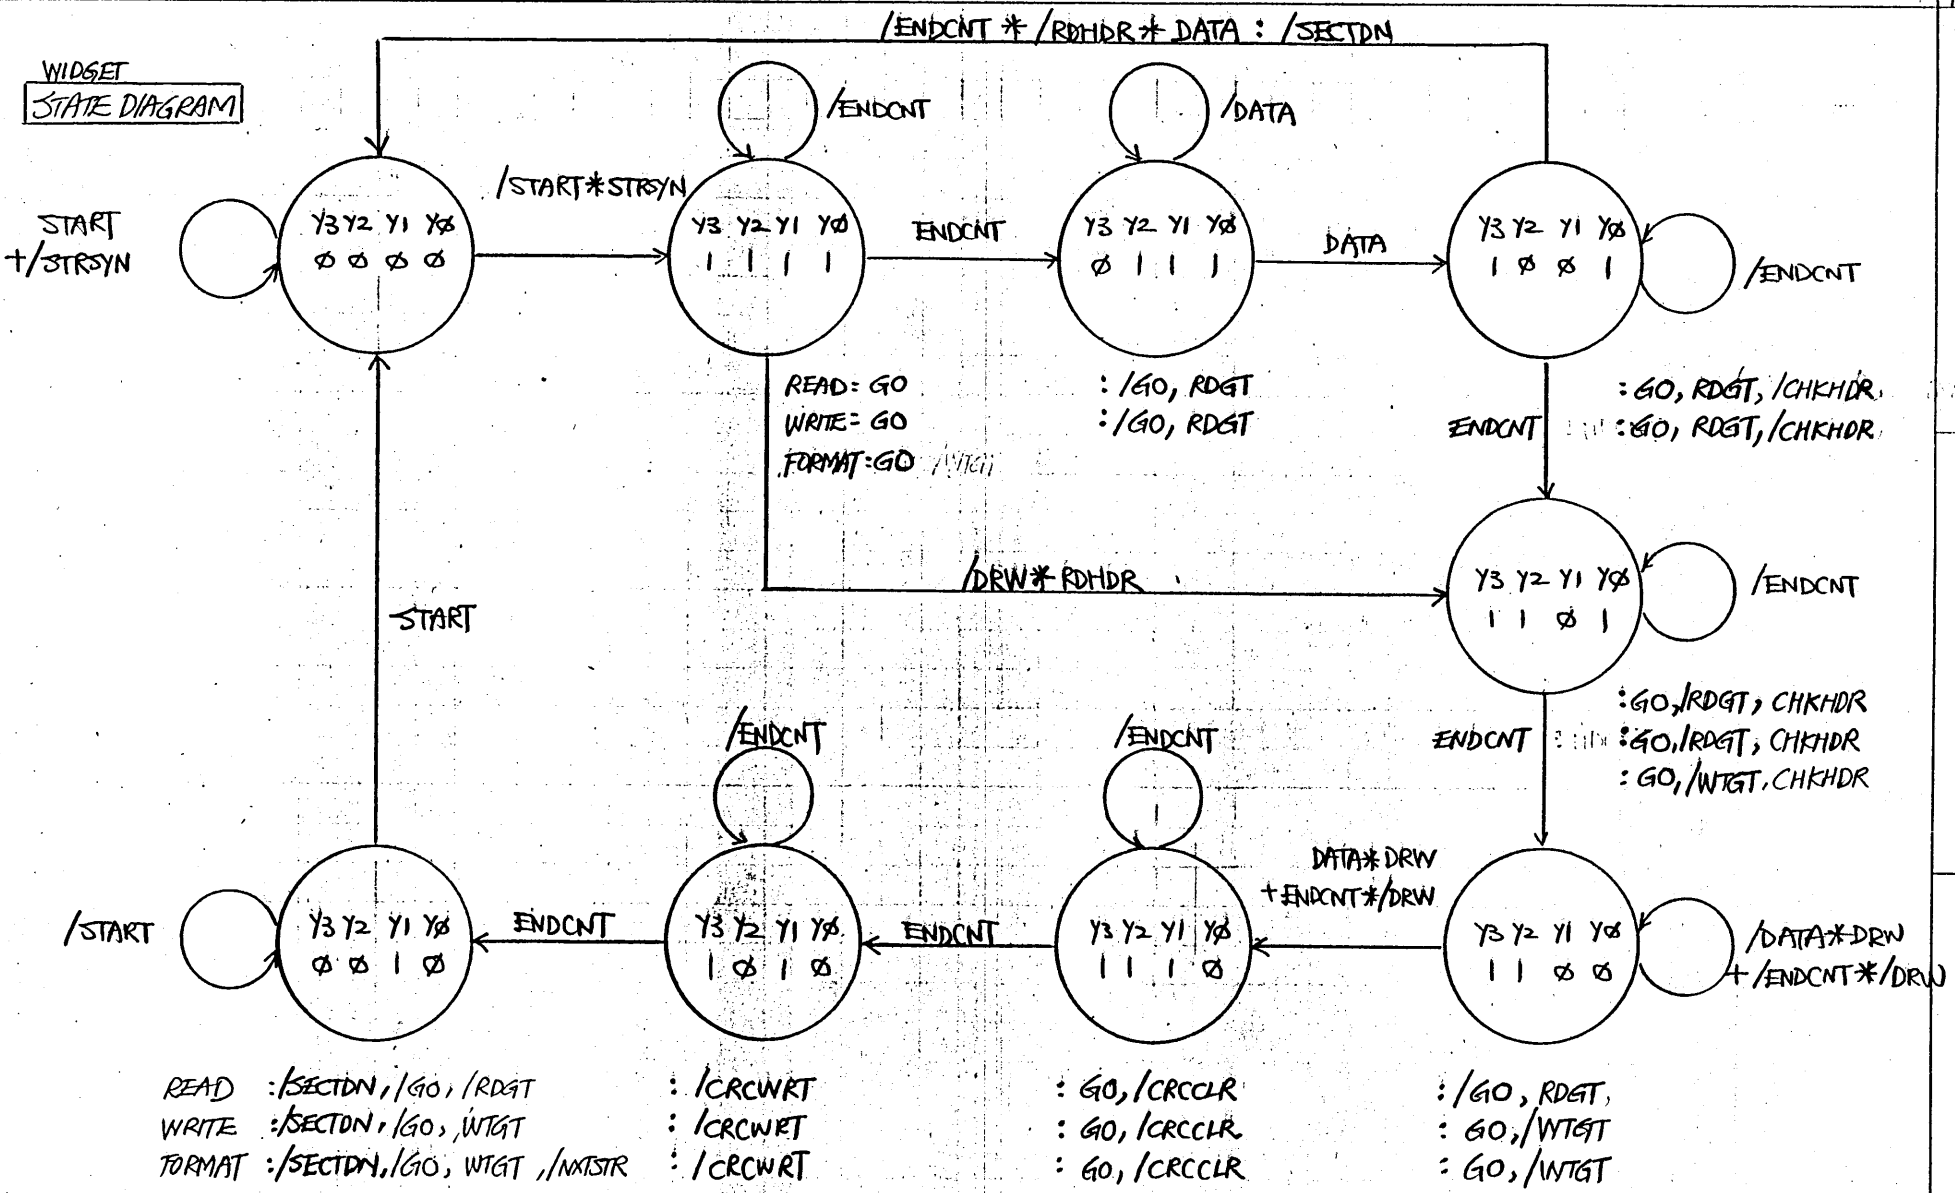 /ENDCNT * /RDHDR * DATA : /SECTDN
WIDGET
STATE DIAGRAM
/ENDCNT
/DATA
START
+/STRSYN
Y3 Y2 Y1 YØ
Ø Ø Ø Ø
/START*STRSYN
Y3 Y2 Y1 YØ
1 1 1 1
ENDCNT
Y3 Y2 Y1 YØ
Ø 1 1 1
DATA
Y3 Y2 Y1 YØ
1 Ø Ø 1
/ENDCNT
READ: GO
WRITE: GO
FORMAT: GO
: /GO, RDGT
: /GO, RDGT
ENDCNT
: GO, RDGT, /CHKHDR
: GO, RDGT, /CHKHDR
/DRW * RDHDR
Y3 Y2 Y1 YØ
1 1 Ø 1
/ENDCNT
START
ENDCNT
: GO, /RDGT, CHKHDR
: GO, /RDGT, CHKHDR
: GO, /WTGT, CHKHDR
/ENDCNT
/ENDCNT
DATA*DRW
+ENDCNT*/DRW
/START
Y3 Y2 Y1 YØ
Ø Ø 1 Ø
ENDCNT
Y3 Y2 Y1 YØ
1 Ø 1 Ø
ENDCNT
Y3 Y2 Y1 YØ
1 1 1 Ø
Y3 Y2 Y1 YØ
1 1 Ø Ø
/DATA*DRW
+/ENDCNT*/DRW
READ :/SECTDN, /GO, /RDGT
WRITE :/SECTDN, /GO, WTGT
FORMAT :/SECTDN, /GO, WTGT, /NXTSTR
: /CRCWRT
: /CRCWRT
: /CRCWRT
: GO, /CRCCLR
: GO, /CRCCLR
: GO, /CRCCLR
: /GO, RDGT,
: GO, /WTGT
: GO, /WTGT